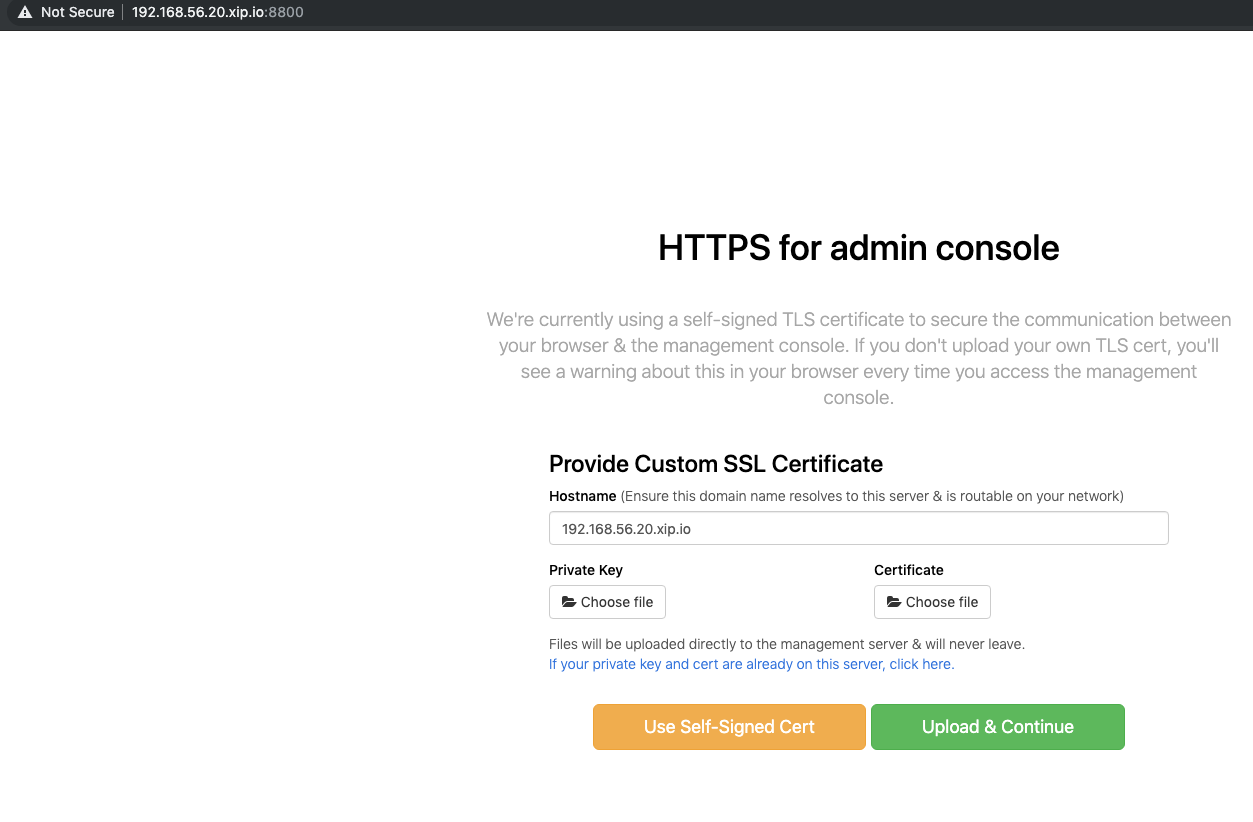 Not Secure | 192.168.56.20.xip.io:8800
HTTPS for admin console
We're currently using a self-signed TLS certificate to secure the communication between
your browser & the management console. If you don't upload your own TLS cert, you'll
see a warning about this in your browser every time you access the management
console.
Provide Custom SSL Certificate
Hostname (Ensure this domain name resolves to this server & is routable on your network)
192.168.56.20.xip.io
Private Key Certificate
Choose file Choose file
Files will be uploaded directly to the management server & will never leave.
If your private key and cert are already on this server, click here.
Use Self-Signed Cert Upload & Continue